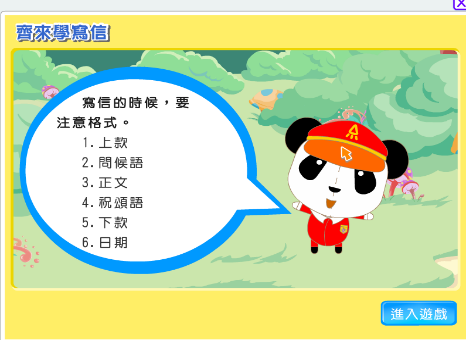 齊來學寫信
寫信的時候，要
注意格式。
1.上款
2.問候語
3.正文
4.祝頌語
5.下款
6.日期
進入遊戲